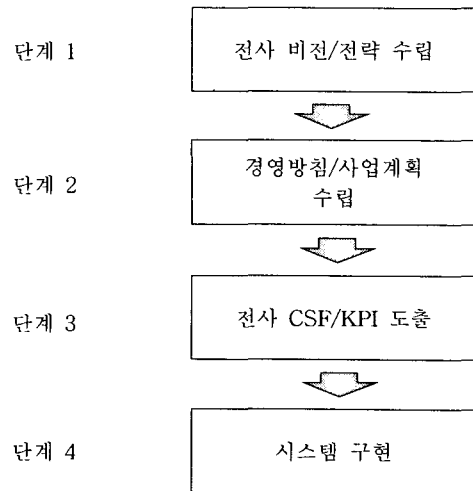 단계 1
전사 비전/전략 수립
단계 2
경영방침/사업계획
수립
단계 3
전사 CSF/KPI 도출
단계 4
시스템 구현